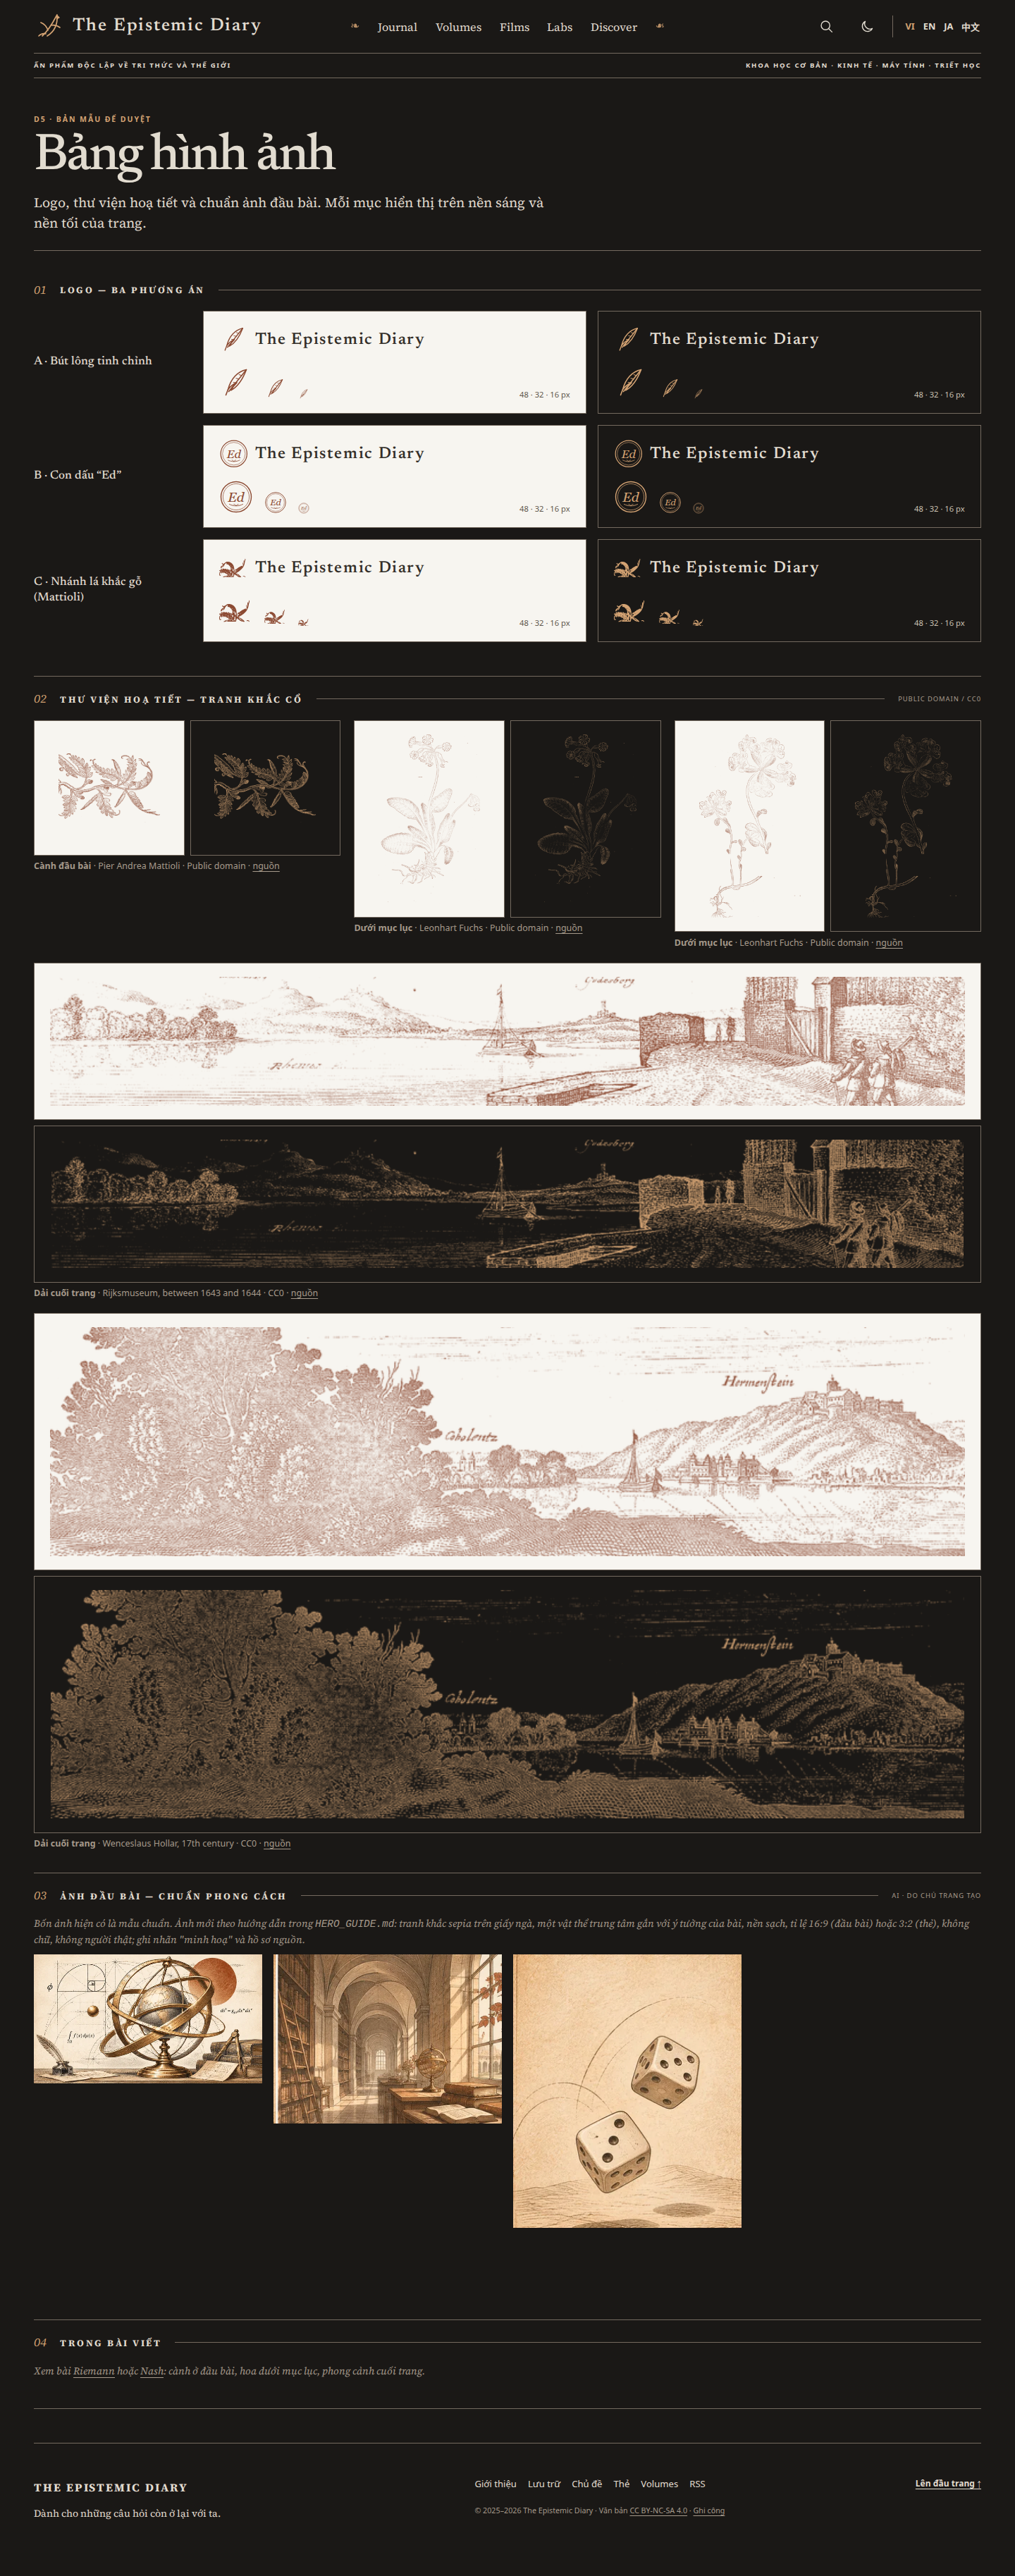 The Epistemic Diary
Journal Volumes Films Labs Discover
VI EN JA 中文
ẤN PHẨM ĐỘC LẬP VỀ TRI THỨC VÀ THẾ GIỚI
KHOA HỌC CƠ BẢN · KINH TẾ · MÁY TÍNH · TRIẾT HỌC
D5 · BẢN MẪU ĐỂ DUYỆT
Bảng hình ảnh
Logo, thư viện hoạ tiết và chuẩn ảnh đầu bài. Mỗi mục hiển thị trên nền sáng và
nền tối của trang.
01 LOGO — BA PHƯƠNG ÁN
A · Bút lông tinh chỉnh
The Epistemic Diary
48 · 32 · 16 px
The Epistemic Diary
48 · 32 · 16 px
B · Con dấu “Ed”
Ed The Epistemic Diary
Ed Ed
48 · 32 · 16 px
Ed The Epistemic Diary
Ed Ed
48 · 32 · 16 px
C · Nhánh lá khắc gỗ
(Mattioli)
The Epistemic Diary
48 · 32 · 16 px
The Epistemic Diary
48 · 32 · 16 px
02 THƯ VIỆN HOẠ TIẾT — TRANH KHẮC CỔ
PUBLIC DOMAIN / CC0
Cành đầu bài · Pier Andrea Mattioli · Public domain · nguồn
Dưới mục lục · Leonhart Fuchs · Public domain · nguồn
Dưới mục lục · Leonhart Fuchs · Public domain · nguồn
Godesberg
Rhenus
Godesberg
Rhenus
Dải cuối trang · Rijksmuseum, between 1643 and 1644 · CC0 · nguồn
Hermenstein
Cobolentz
Hermenstein
Cobolentz
Dải cuối trang · Wenceslaus Hollar, 17th century · CC0 · nguồn
03 ẢNH ĐẦU BÀI — CHUẨN PHONG CÁCH
AI · DO CHỦ TRANG TẠO
Bốn ảnh hiện có là mẫu chuẩn. Ảnh mới theo hướng dẫn trong HERO_GUIDE.md: tranh khắc sepia trên giấy ngà, một vật thể trung tâm gắn với ý tưởng của bài, nền sạch, tỉ lệ 16:9 (đầu bài) hoặc 3:2 (thẻ), không
chữ, không người thật; ghi nhãn "minh hoạ" và hồ sơ nguồn.
04 TRONG BÀI VIẾT
Xem bài Riemann hoặc Nash: cành ở đầu bài, hoa dưới mục lục, phong cảnh cuối trang.
THE EPISTEMIC DIARY
Dành cho những câu hỏi còn ở lại với ta.
Giới thiệu Lưu trữ Chủ đề Thẻ Volumes RSS
© 2025–2026 The Epistemic Diary · Văn bản CC BY-NC-SA 4.0 · Ghi công
Lên đầu trang ↑